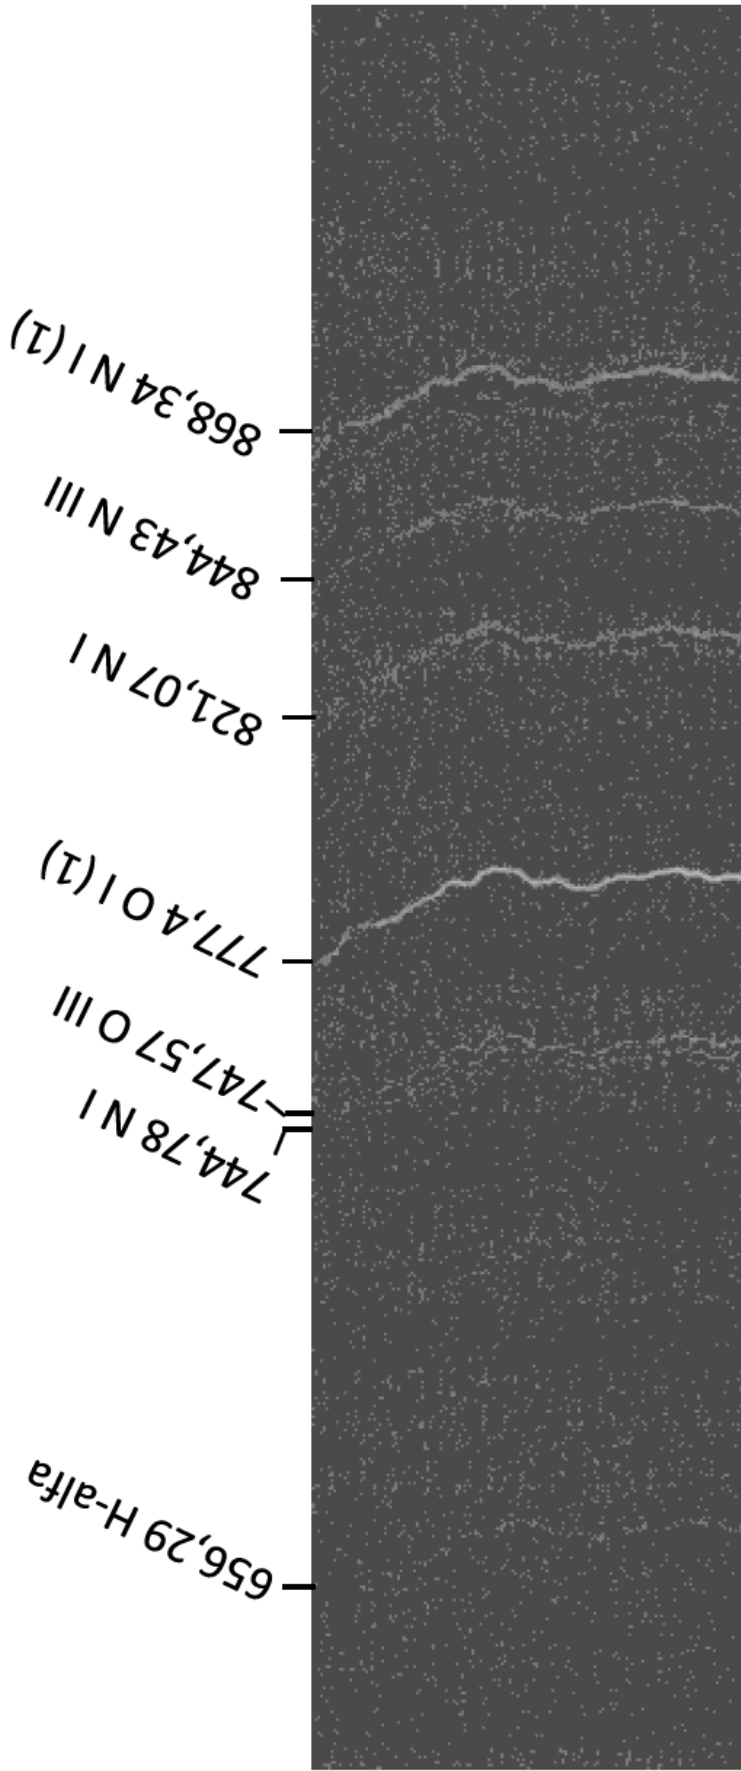 868,34 N I (1)
844,43 N III
821,07 N I
777,4 O I (1)
747,57 O III
744,78 N I
656,29 H-alfa